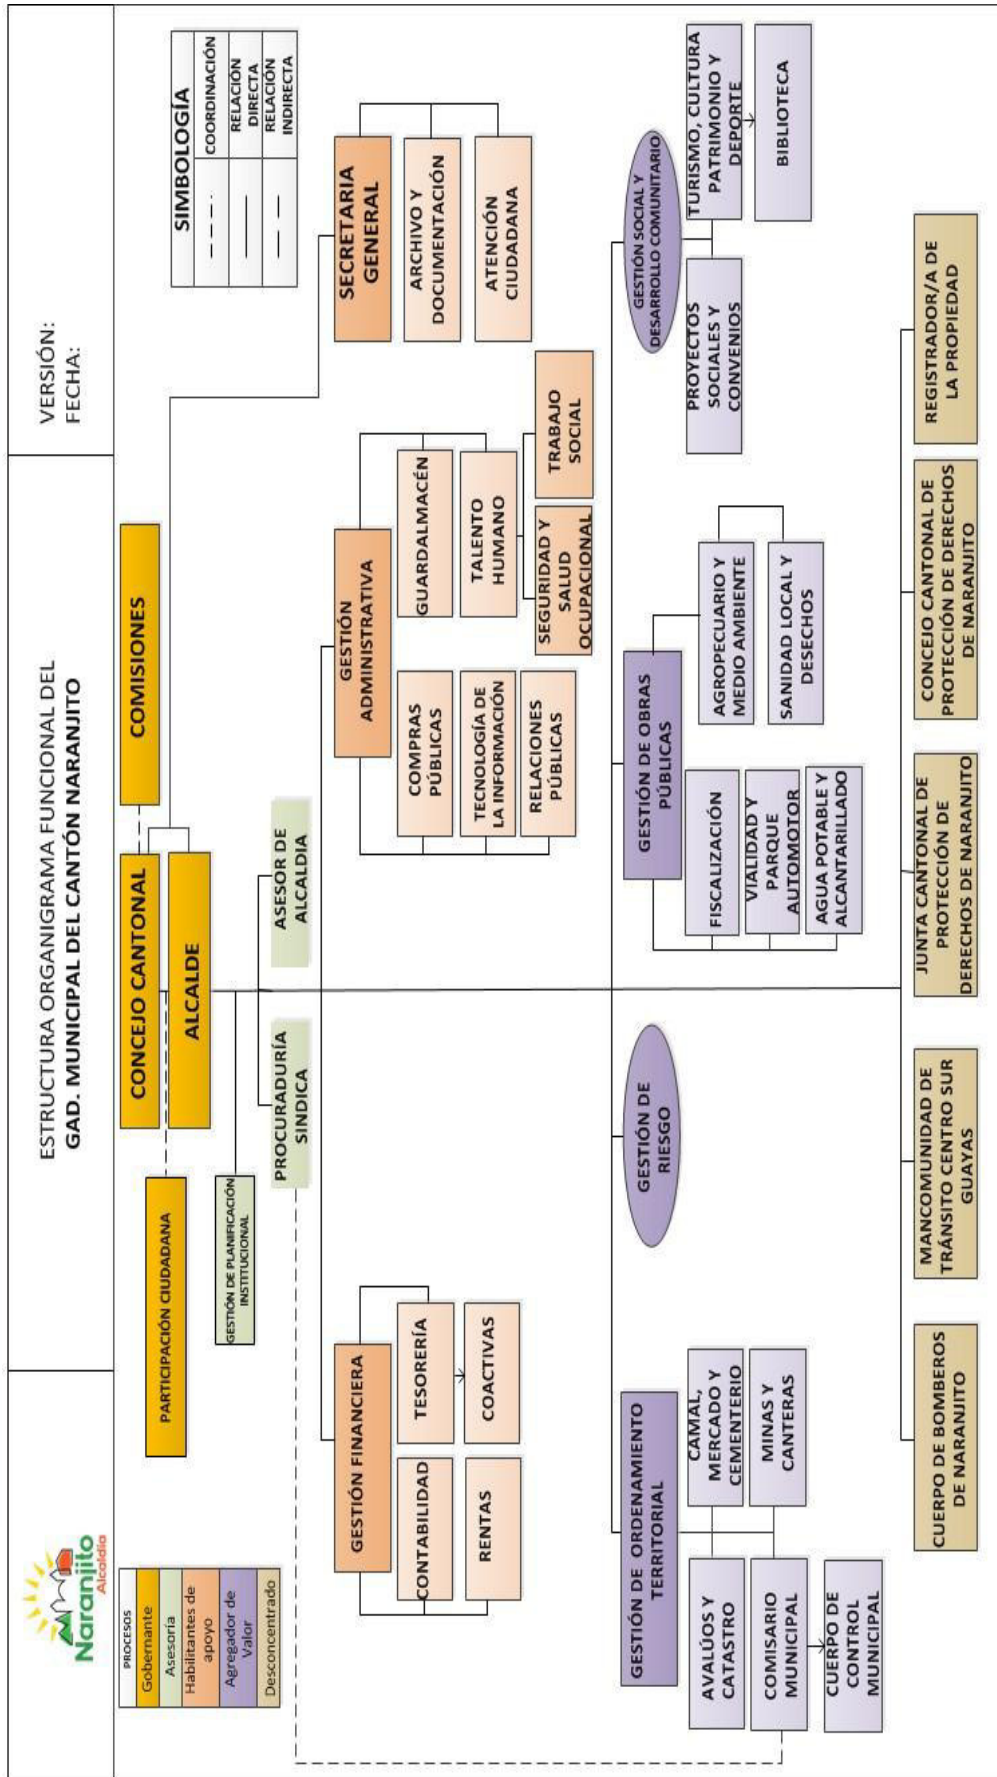 Naranjito
Alcaldía
ESTRUCTURA ORGANIGRAMA FUNCIONAL DEL
GAD. MUNICIPAL DEL CANTÓN NARANJITO
VERSIÓN:
FECHA:
PROCESOS
Gobernante
Asesoría
Habilitantes de
apoyo
Agregador de
Valor
Desconcentrado
SIMBOLOGÍA
COORDINACIÓN
RELACIÓN
DIRECTA
RELACIÓN
INDIRECTA
CONCEJO CANTONAL
COMISIONES
PARTICIPACIÓN CIUDADANA
ALCALDE
GESTIÓN DE PLANIFICACIÓN
INSTITUCIONAL
PROCURADURÍA
SINDICA
ASESOR DE
ALCALDIA
GESTIÓN FINANCIERA
CONTABILIDAD
TESORERÍA
RENTAS
COACTIVAS
GESTIÓN
ADMINISTRATIVA
COMPRAS
PÚBLICAS
GUARDALMACÉN
TECNOLOGÍA DE
LA INFORMACIÓN
TALENTO
HUMANO
RELACIONES
PÚBLICAS
SEGURIDAD Y
SALUD
OCUPACIONAL
TRABAJO
SOCIAL
SECRETARIA
GENERAL
ARCHIVO Y
DOCUMENTACIÓN
ATENCIÓN
CIUDADANA
GESTIÓN DE ORDENAMIENTO
TERRITORIAL
AVALÚOS Y
CATASTRO
CAMAL,
MERCADO Y
CEMENTERIO
COMISARIO
MUNICIPAL
MINAS Y
CANTERAS
CUERPO DE
CONTROL
MUNICIPAL
GESTIÓN DE
RIESGO
GESTIÓN DE OBRAS
PÚBLICAS
FISCALIZACIÓN
AGROPECUARIO Y
MEDIO AMBIENTE
VIALIDAD Y
PARQUE
AUTOMOTOR
SANIDAD LOCAL Y
DESECHOS
AGUA POTABLE Y
ALCANTARILLADO
GESTIÓN SOCIAL Y
DESARROLLO COMUNITARIO
PROYECTOS
SOCIALES Y
CONVENIOS
TURISMO, CULTURA
PATRIMONIO Y
DEPORTE
BIBLIOTECA
CUERPO DE BOMBEROS
DE NARANJITO
MANCOMUNIDAD DE
TRÁNSITO CENTRO SUR
GUAYAS
JUNTA CANTONAL DE
PROTECCIÓN DE
DERECHOS DE NARANJITO
CONCEJO CANTONAL DE
PROTECCIÓN DE DERECHOS
DE NARANJITO
REGISTRADOR/A DE
LA PROPIEDAD